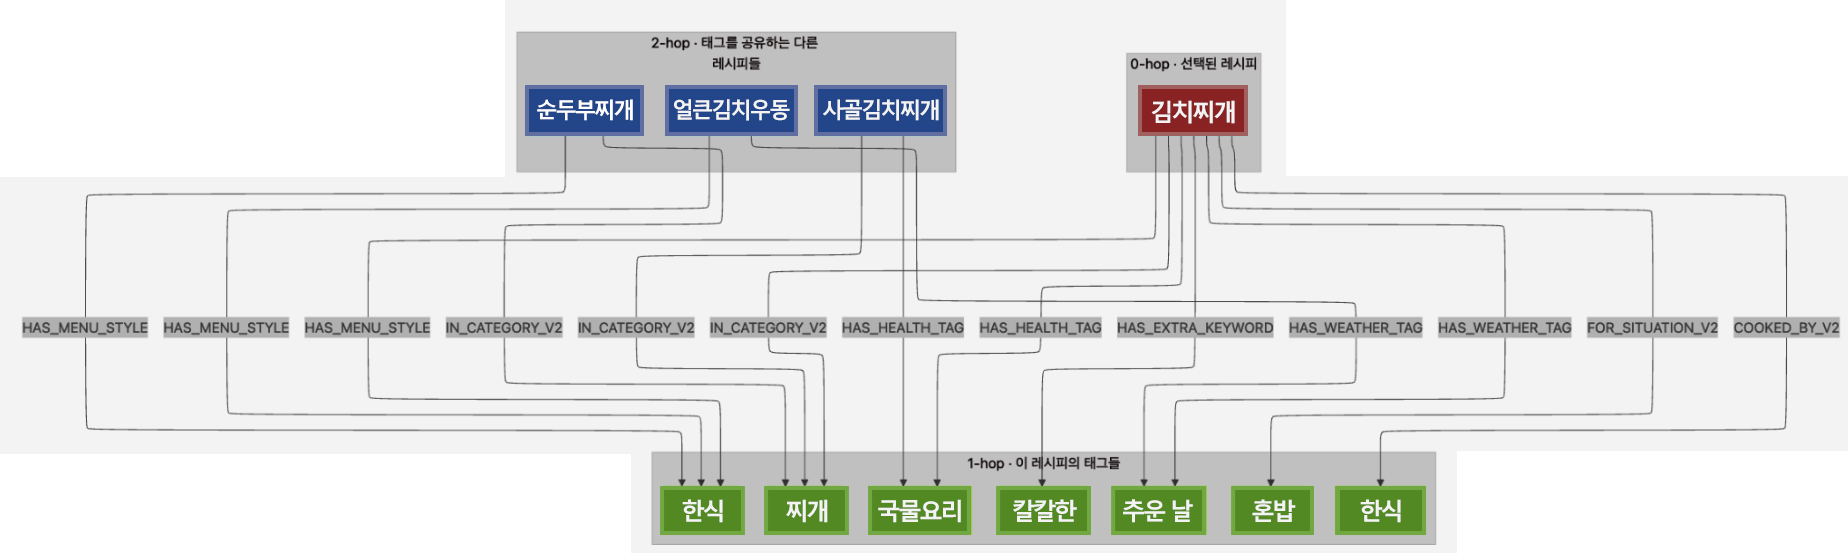 2-hop · 태그를 공유하는 다른
레시피들
0-hop · 선택된 레시피
순두부찌개
얼큰김치우동
사골김치찌개
김치찌개
HAS_MENU_STYLE
HAS_MENU_STYLE
HAS_MENU_STYLE
IN_CATEGORY_V2
IN_CATEGORY_V2
IN_CATEGORY_V2
HAS_HEALTH_TAG
HAS_HEALTH_TAG
HAS_EXTRA_KEYWORD
HAS_WEATHER_TAG
HAS_WEATHER_TAG
FOR_SITUATION_V2
COOKED_BY_V2
1-hop · 이 레시피의 태그들
한식
찌개
국물요리
칼칼한
추운 날
혼밥
한식